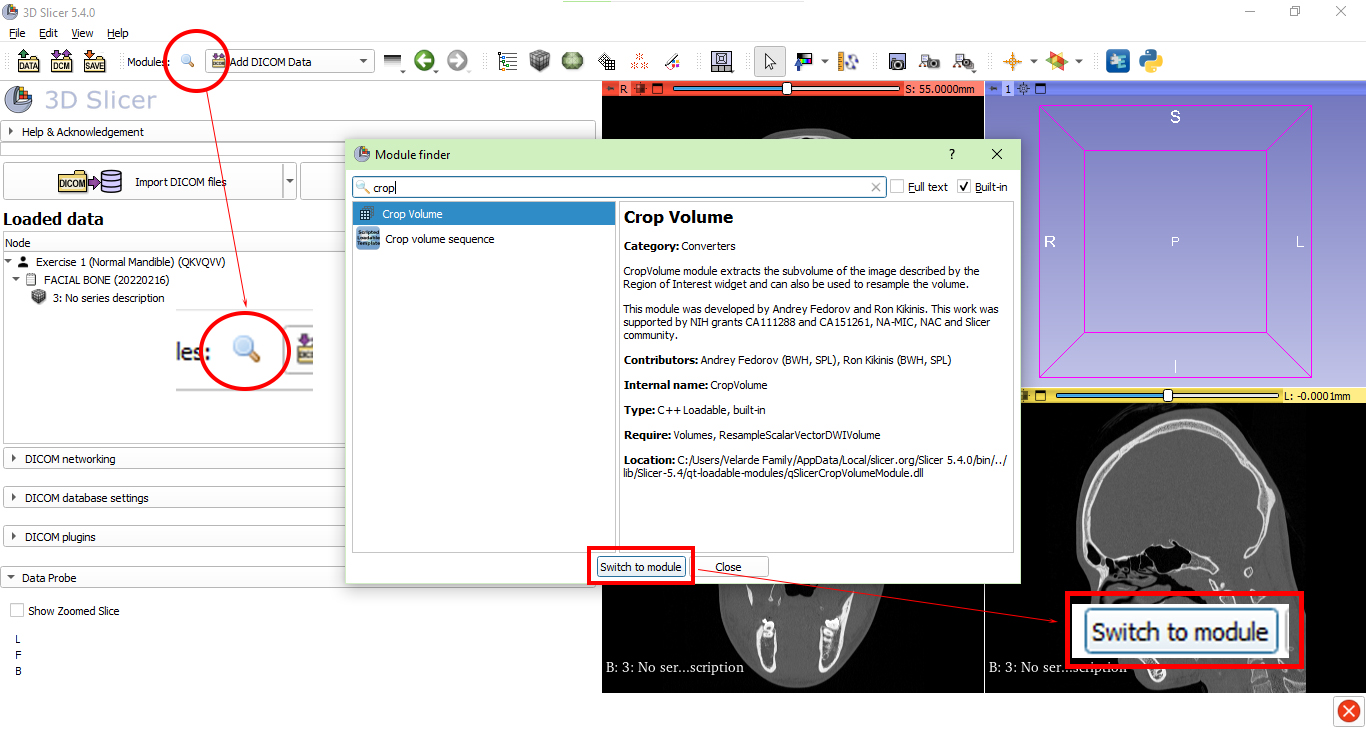 3D Slicer 5.4.0
File Edit View Help
DATA DCM SAVE Modules: Add DICOM Data
3D Slicer
Help & Acknowledgement
DICOM Import DICOM files
Loaded data
Node
Exercise 1 (Normal Mandible) (QKVQVV)
FACIAL BONE (20220216)
3: No series description
les:
DICOM networking
DICOM database settings
DICOM plugins
Data Probe
Show Zoomed Slice
L
F
B
Module finder ?
crop Full text Built-in
Crop Volume
Crop volume sequence
Crop Volume
Category: Converters
CropVolume module extracts the subvolume of the image described by the
Region of Interest widget and can also be used to resample the volume.
This module was developed by Andrey Fedorov and Ron Kikinis. This work was
supported by NIH grants CA111288 and CA151261, NA-MIC, NAC and Slicer
community.
Contributors: Andrey Fedorov (BWH, SPL), Ron Kikinis (BWH, SPL)
Internal name: CropVolume
Type: C++ Loadable, built-in
Require: Volumes, ResampleScalarVectorDWIVolume
Location: C:/Users/Velarde Family/AppData/Local/slicer.org/Slicer 5.4.0/bin/../
lib/Slicer-5.4/qt-loadable-modules/qSlicerCropVolumeModule.dll
Switch to module Close
R S: 55.0000mm
B: 3: No ser...scription
1
S
R P L
I
L: -0.0001mm
Switch to module
B: 3: No ser...scription